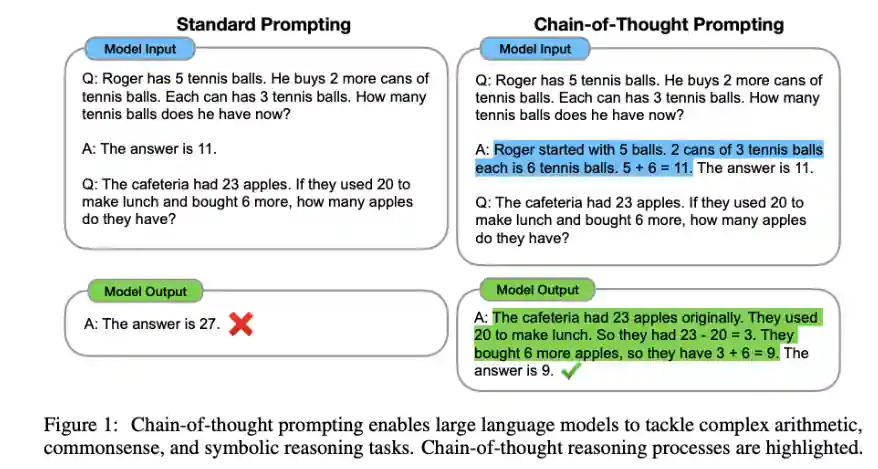 Standard Prompting
Model Input
Q: Roger has 5 tennis balls. He buys 2 more cans of
tennis balls. Each can has 3 tennis balls. How many
tennis balls does he have now?
A: The answer is 11.
Q: The cafeteria had 23 apples. If they used 20 to
make lunch and bought 6 more, how many apples
do they have?
Model Output
A: The answer is 27.
Chain-of-Thought Prompting
Model Input
Q: Roger has 5 tennis balls. He buys 2 more cans of
tennis balls. Each can has 3 tennis balls. How many
tennis balls does he have now?
A: Roger started with 5 balls. 2 cans of 3 tennis balls
each is 6 tennis balls. 5 + 6 = 11. The answer is 11.
Q: The cafeteria had 23 apples. If they used 20 to
make lunch and bought 6 more, how many apples
do they have?
Model Output
A: The cafeteria had 23 apples originally. They used
20 to make lunch. So they had 23 - 20 = 3. They
bought 6 more apples, so they have 3 + 6 = 9. The
answer is 9.
Figure 1: Chain-of-thought prompting enables large language models to tackle complex arithmetic,
commonsense, and symbolic reasoning tasks. Chain-of-thought reasoning processes are highlighted.